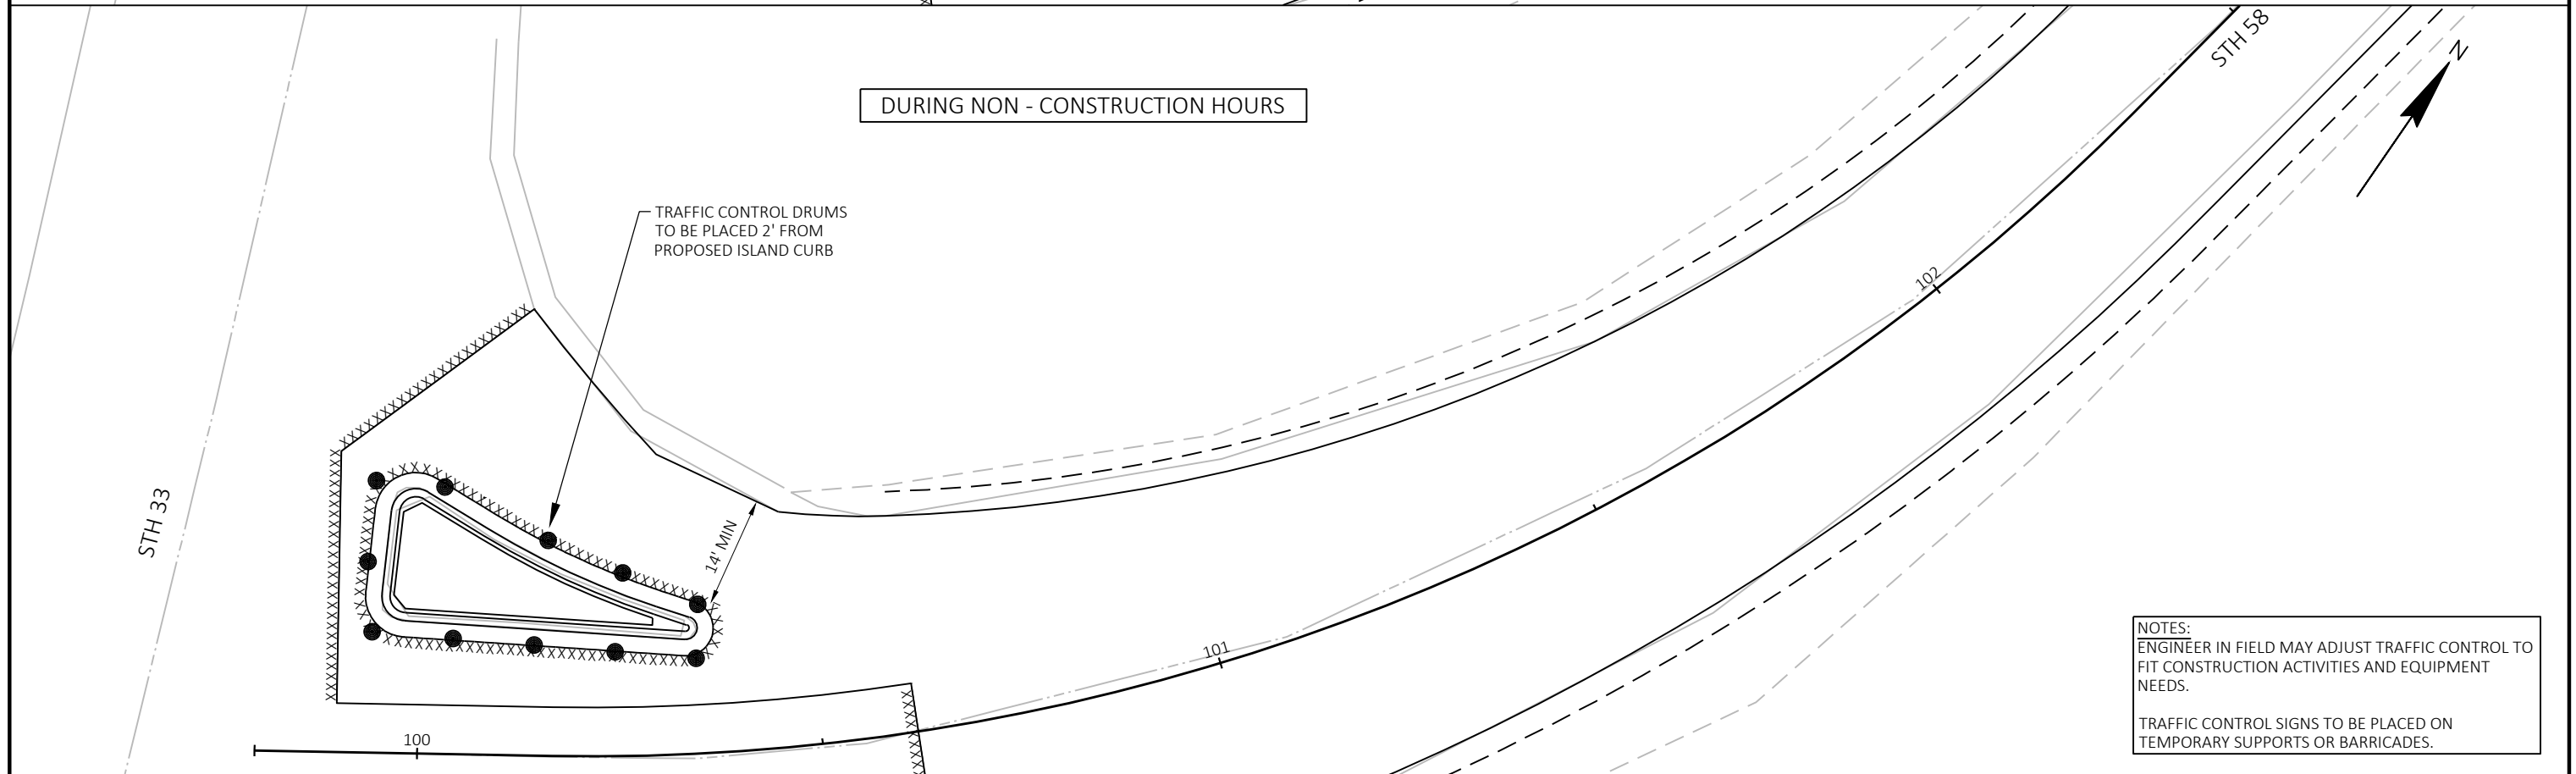 STH 58
N
DURING NON - CONSTRUCTION HOURS
TRAFFIC CONTROL DRUMS
TO BE PLACED 2' FROM
PROPOSED ISLAND CURB
102
STH 33
14' MIN
101
100
NOTES:
ENGINEER IN FIELD MAY ADJUST TRAFFIC CONTROL TO
FIT CONSTRUCTION ACTIVITIES AND EQUIPMENT
NEEDS.
TRAFFIC CONTROL SIGNS TO BE PLACED ON
TEMPORARY SUPPORTS OR BARRICADES.